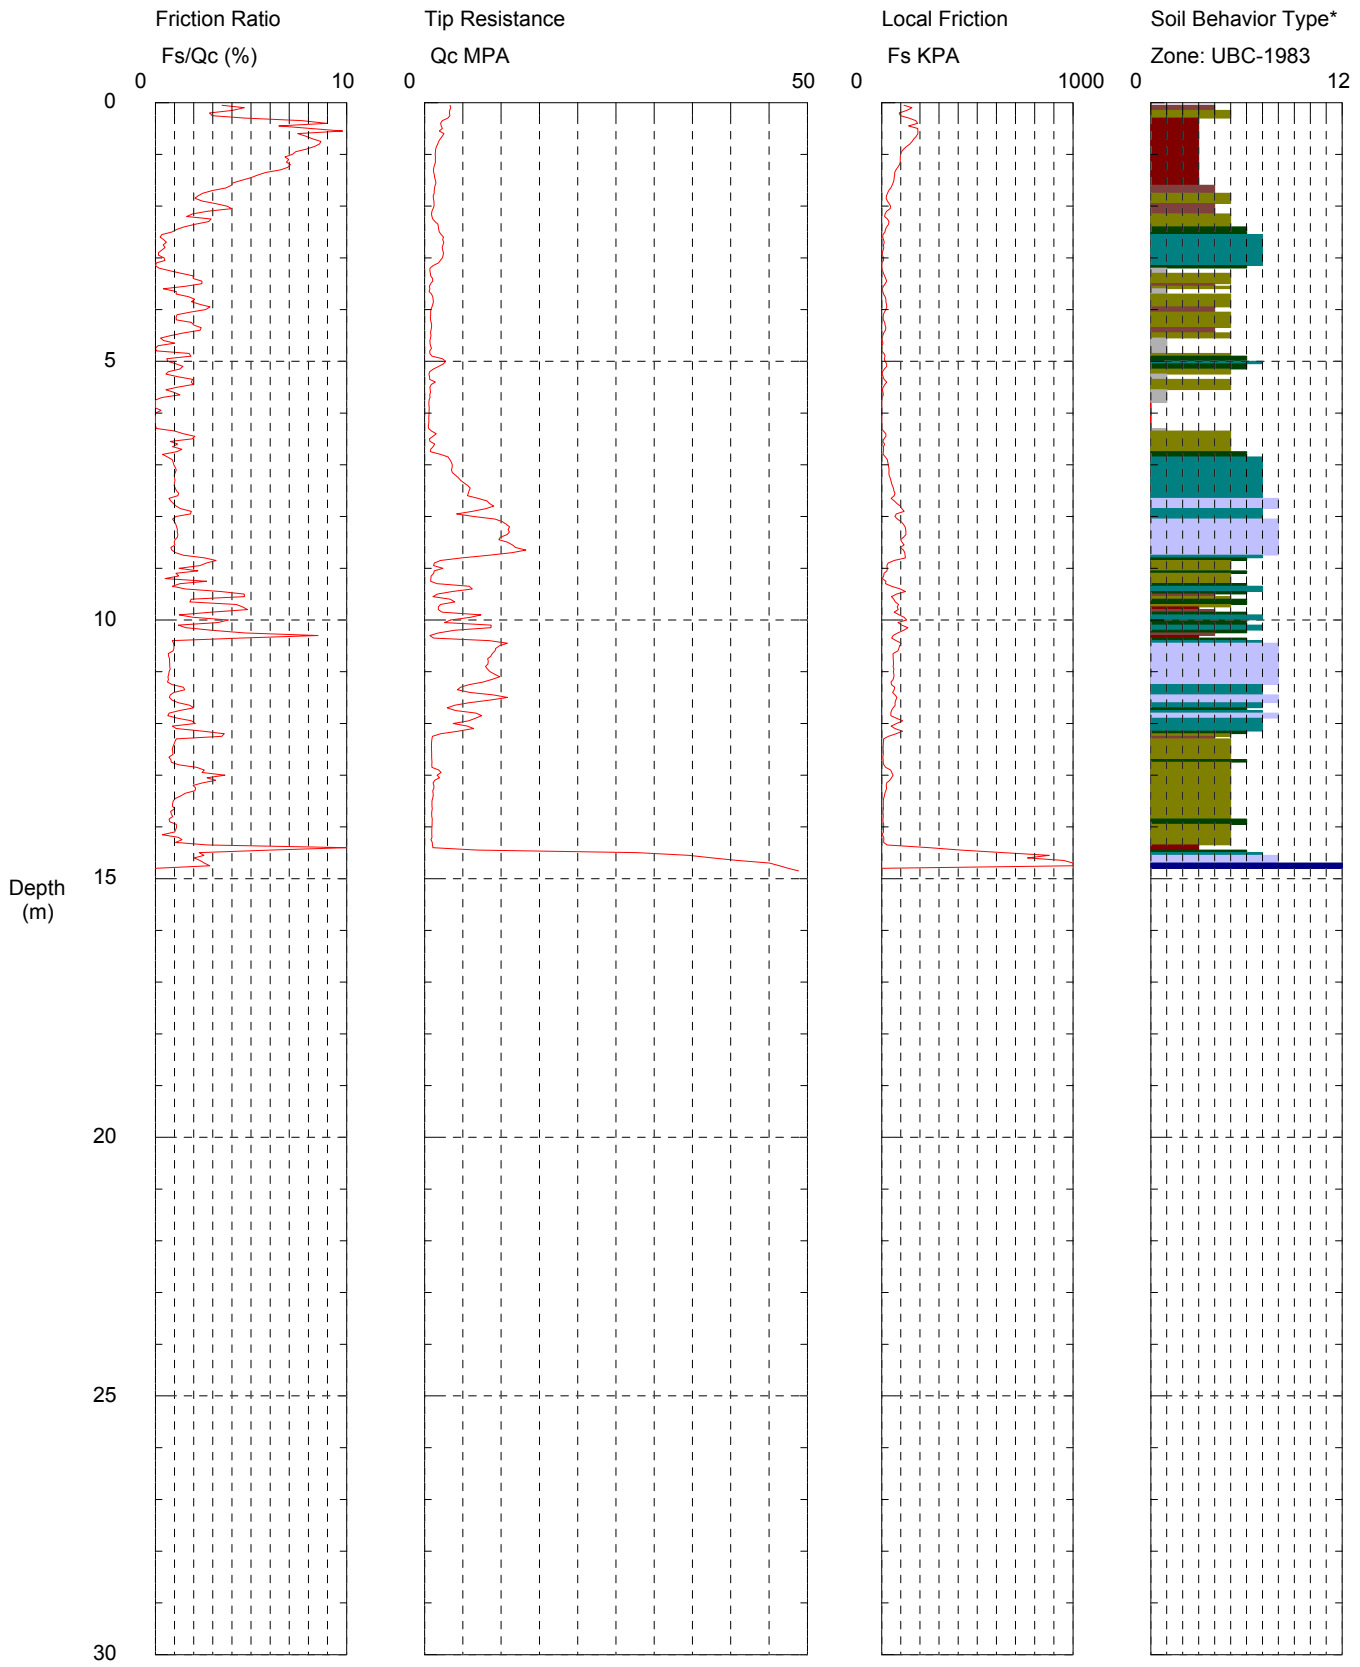 Friction Ratio Tip Resistance Local Friction Soil Behavior Type*
Fs/Qc (%) Qc MPA Fs KPA Zone: UBC-1983
0 10 0 50 0 1000 0 12
0
5
10
15
Depth
(m)
20
25
30